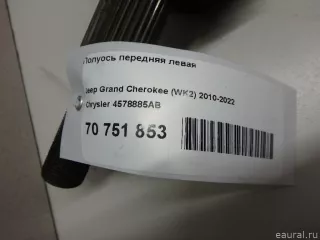 Полуось передняя левая
Jeep Grand Cherokee (WK2) 2010-2022
Chrysler 4578885AB
70 751 853
eaural.ru